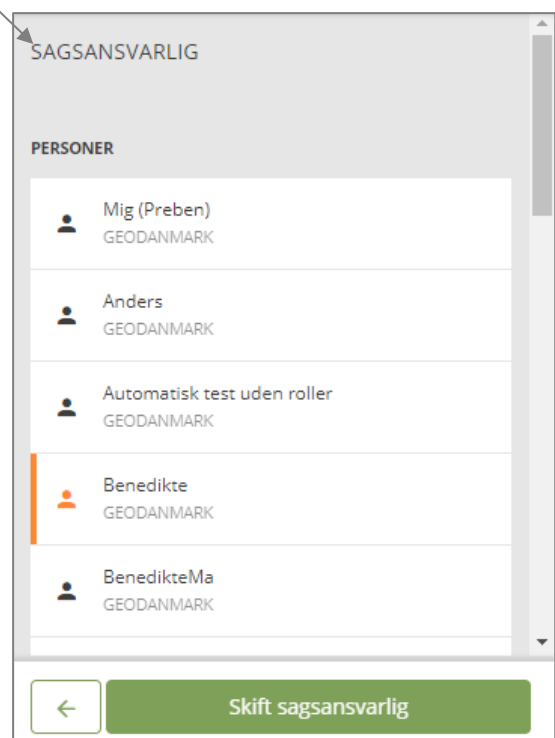 SAGSANSVARLIG
PERSONER
Mig (Preben)
GEODANMARK
Anders
GEODANMARK
Automatisk test uden roller
GEODANMARK
Benedikte
GEODANMARK
BenedikteMa
GEODANMARK
Skift sagsansvarlig